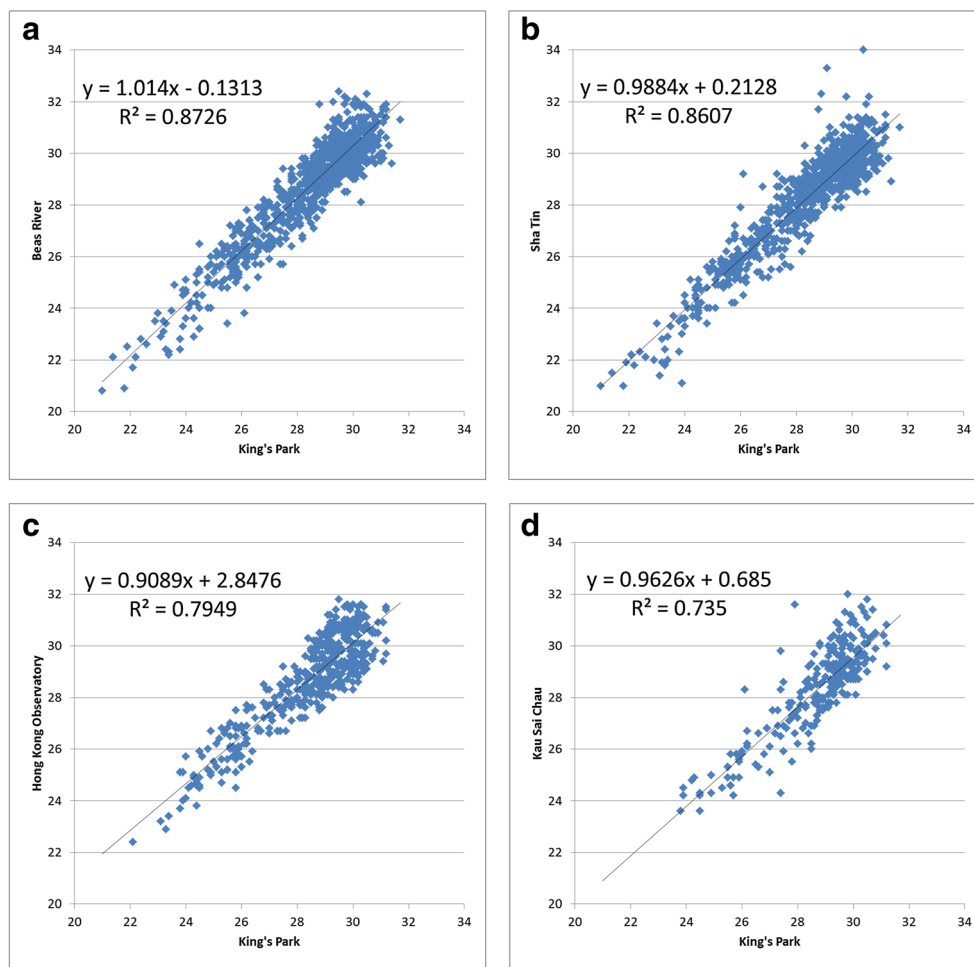 a
y = 1.014x - 0.1313
R² = 0.8726
34
32
30
28
26
24
22
20
Beas River
20 22 24 26 28 30 32 34
King's Park
b
y = 0.9884x + 0.2128
R² = 0.8607
34
32
30
28
26
24
22
20
Sha Tin
20 22 24 26 28 30 32 34
King's Park
c
y = 0.9089x + 2.8476
R² = 0.7949
34
32
30
28
26
24
22
20
Hong Kong Observatory
20 22 24 26 28 30 32 34
King's Park
d
y = 0.9626x + 0.685
R² = 0.735
34
32
30
28
26
24
22
20
Kau Sai Chau
20 22 24 26 28 30 32 34
King's Park